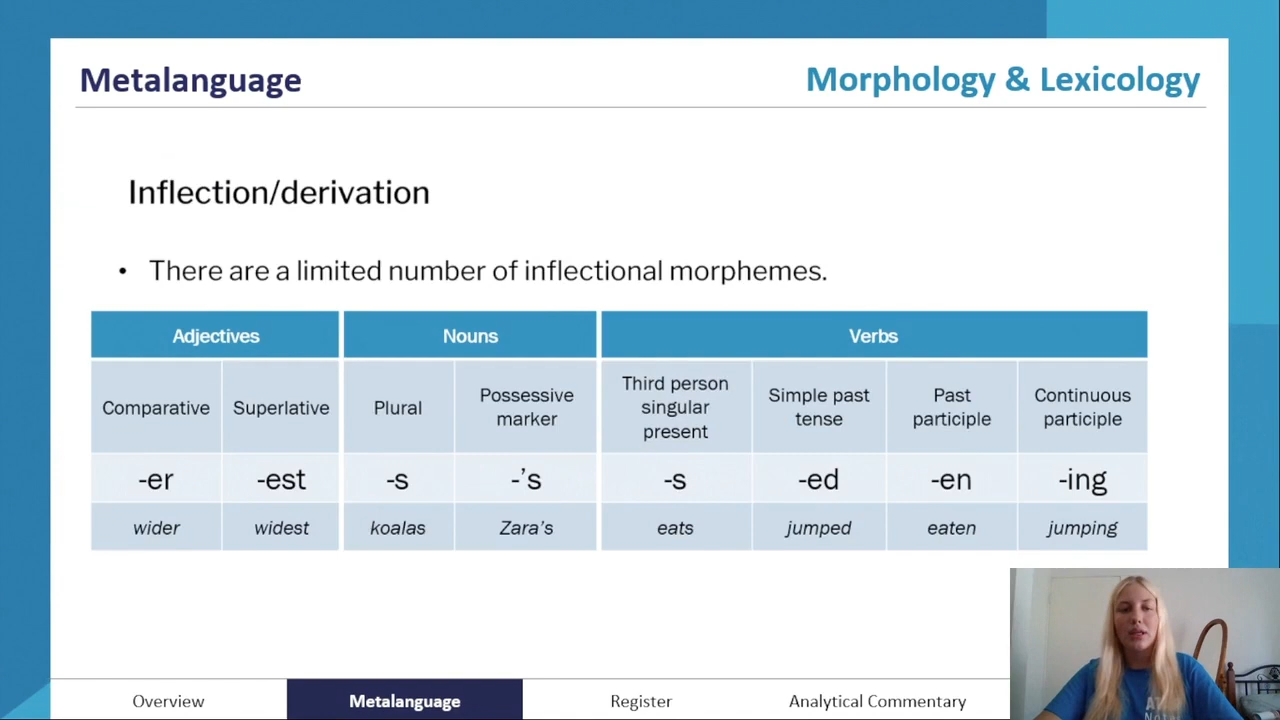 Metalanguage
Morphology & Lexicology
Inflection/derivation
• There are a limited number of inflectional morphemes.
Adjectives Nouns Verbs
Comparative Superlative Plural Possessive marker Third person singular present Simple past tense Past participle Continuous participle
-er -est -s -’s -s -ed -en -ing
wider widest koalas Zara’s eats jumped eaten jumping
Overview Metalanguage Register Analytical Commentary